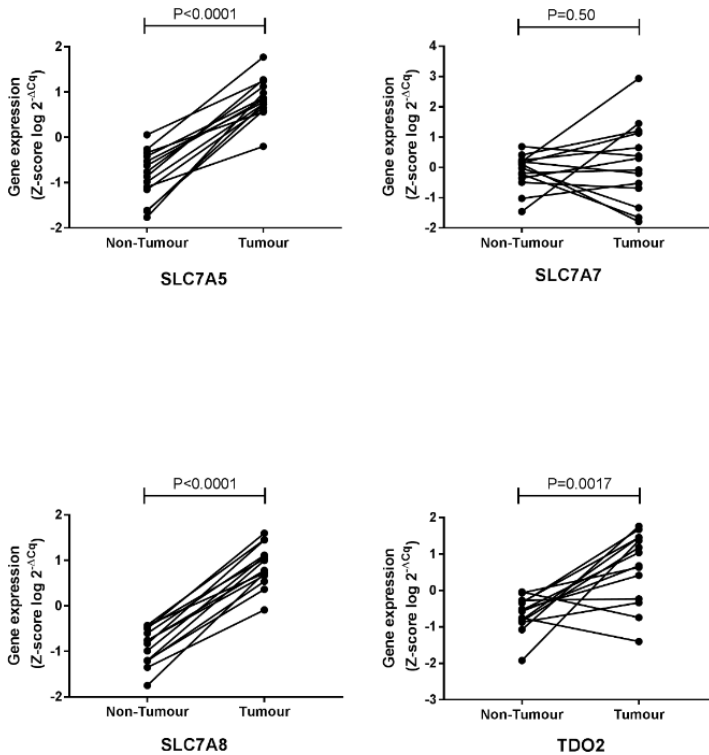 P<0.0001
Gene expression
(Z-score log 2^-ΔCq)
2
1
0
-1
-2
Non-Tumour Tumour
SLC7A5
P=0.50
Gene expression
(Z-score log 2^-ΔCq)
4
3
2
1
0
-1
-2
Non-Tumour Tumour
SLC7A7
P<0.0001
Gene expression
(Z-score log 2^-ΔCq)
2
1
0
-1
-2
Non-Tumour Tumour
SLC7A8
P=0.0017
Gene expression
(Z-score log 2^-ΔCq)
2
1
0
-1
-2
-3
Non-Tumour Tumour
TDO2